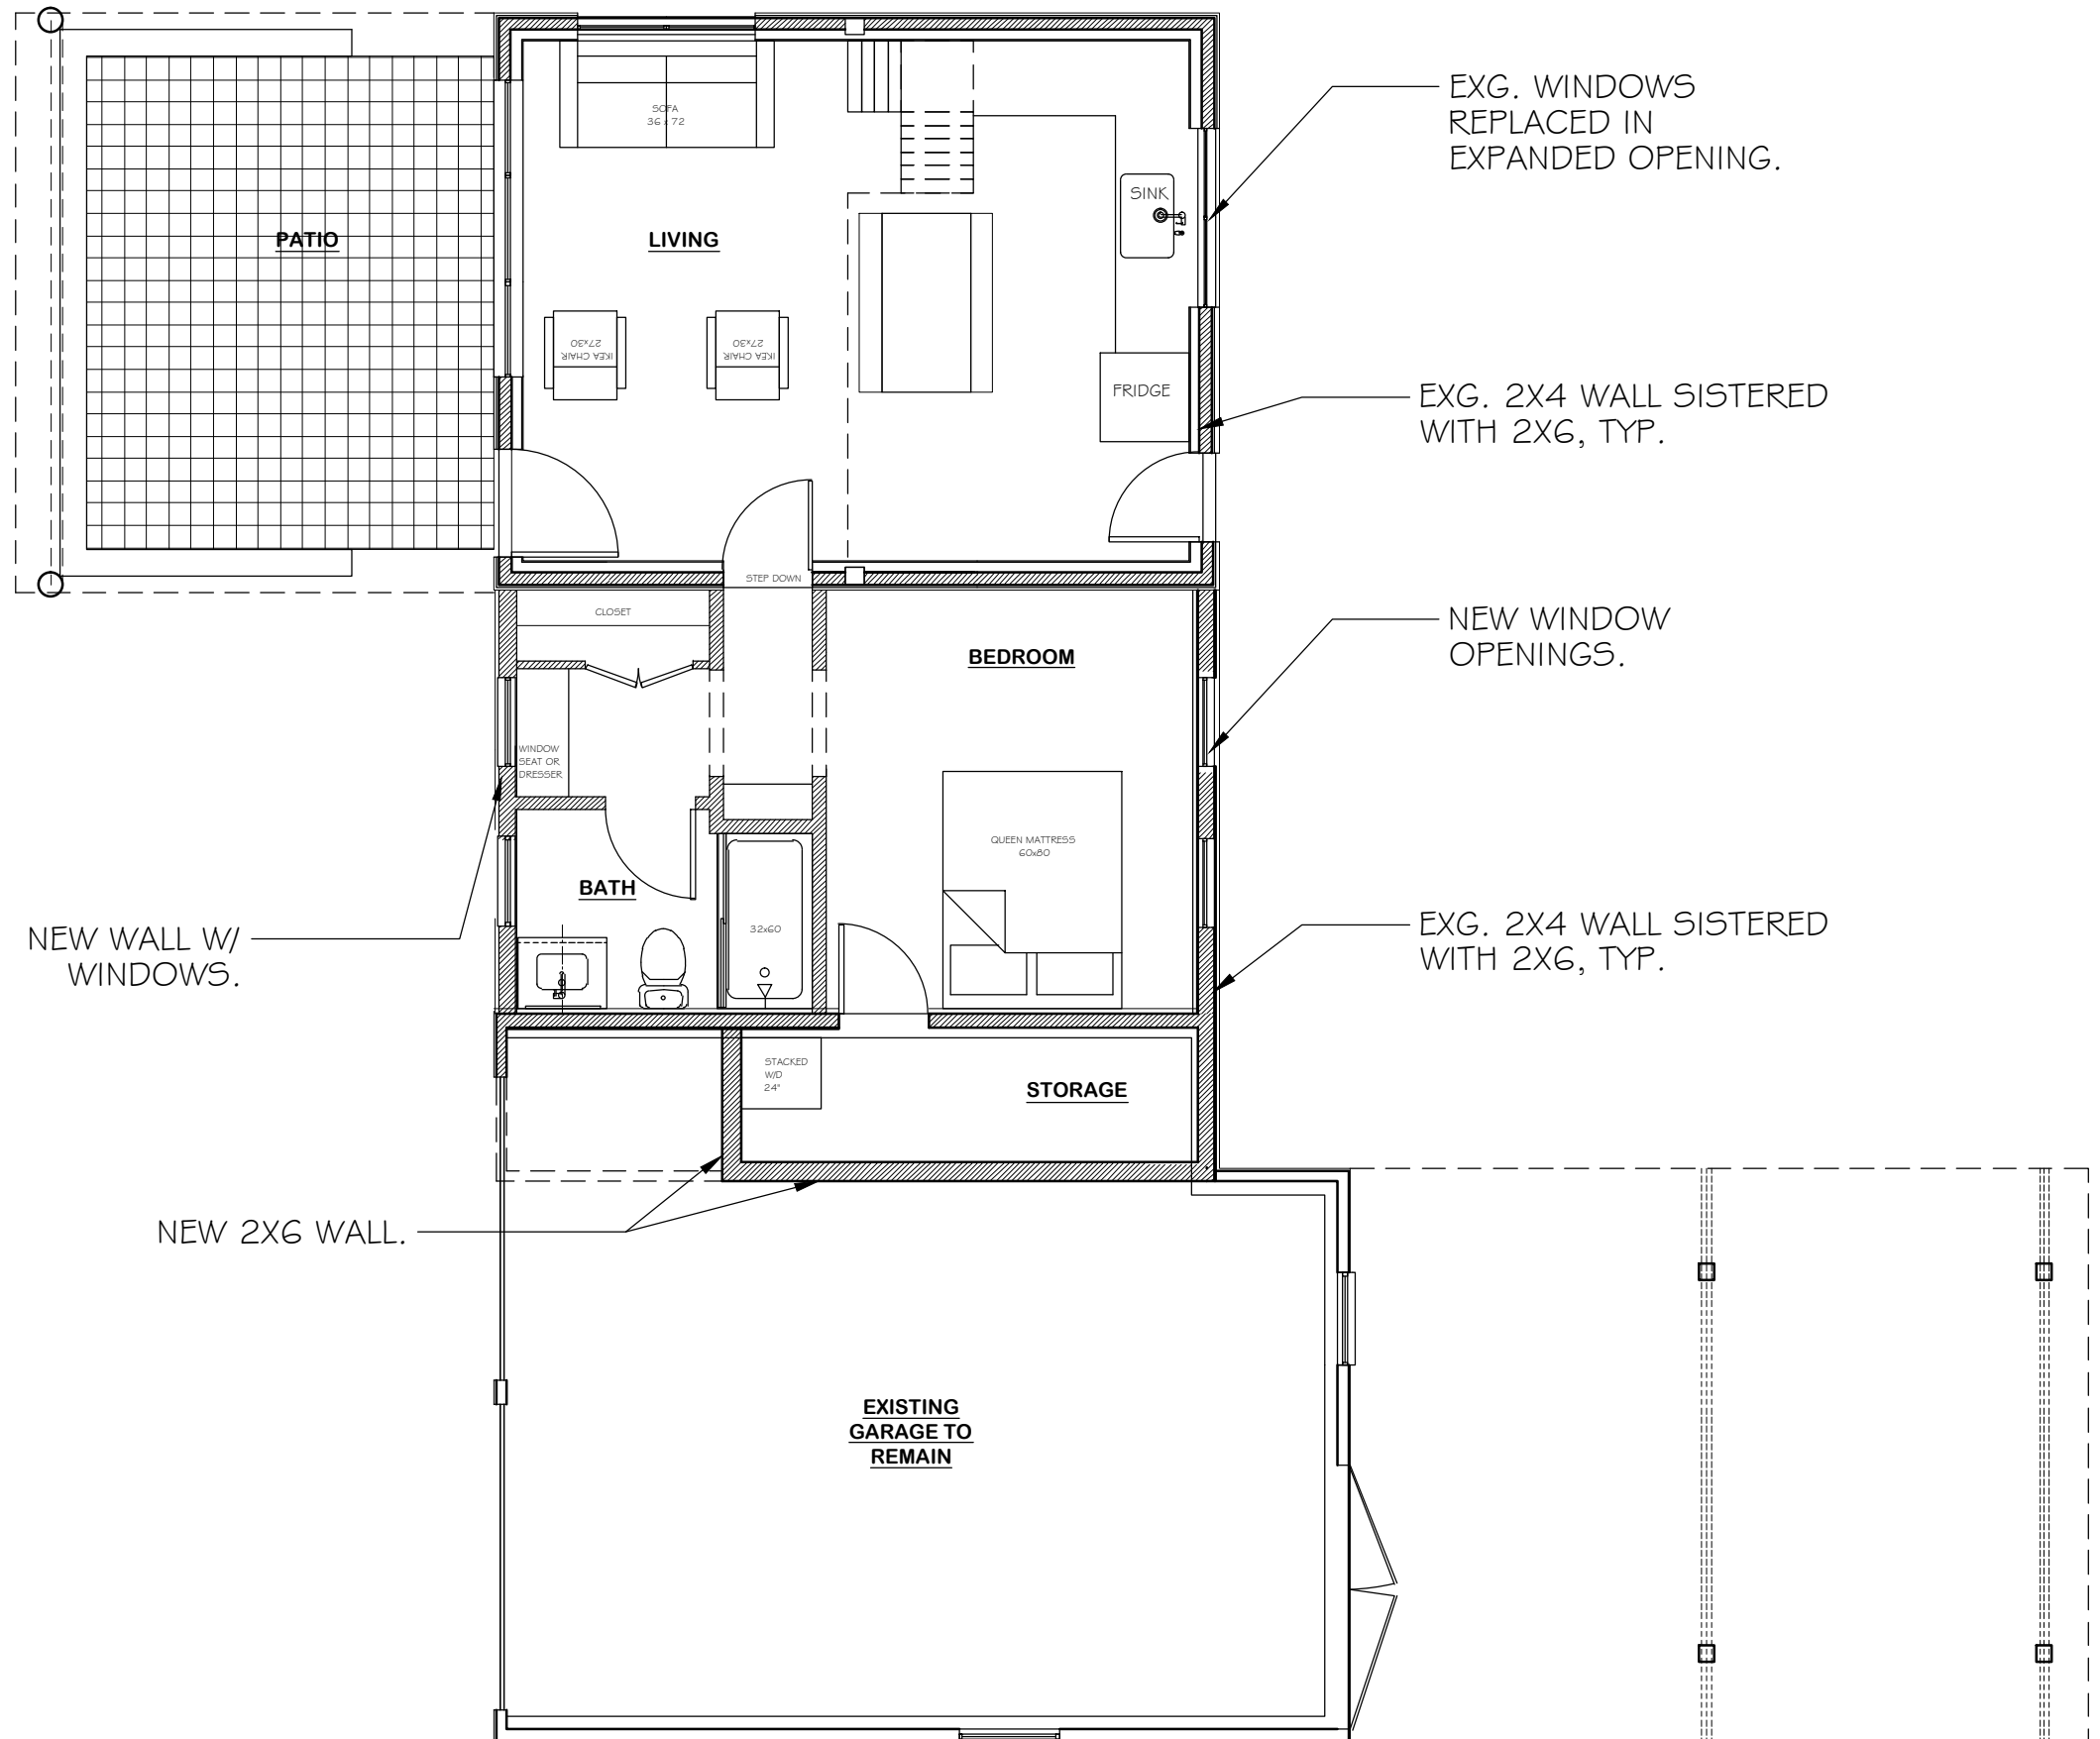 EXG. WINDOWS
REPLACED IN
EXPANDED OPENING.
SOFA
36 x 72
SINK
PATIO
LIVING
IKEA CHAIR
27x30
IKEA CHAIR
27x30
FRIDGE
EXG. 2X4 WALL SISTERED
WITH 2X6, TYP.
STEP DOWN
CLOSET
NEW WINDOW
OPENINGS.
BEDROOM
WINDOW
SEAT OR
DRESSER
QUEEN MATTRESS
60x80
BATH
32x60
NEW WALL W/
WINDOWS.
EXG. 2X4 WALL SISTERED
WITH 2X6, TYP.
STACKED
W/D
24"
STORAGE
NEW 2X6 WALL.
EXISTING
GARAGE TO
REMAIN